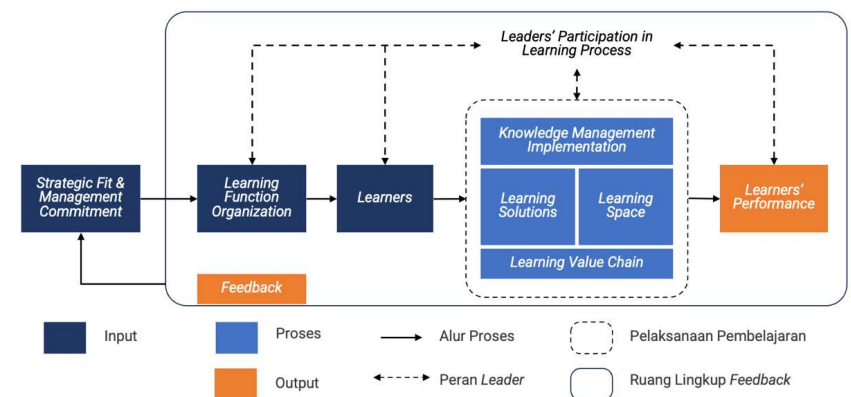 Leaders' Participation in
Learning Process
Knowledge Management
Implementation
Strategic Fit &
Management
Commitment
Learning
Function
Organization
Learners
Learning
Solutions
Learning
Space
Learners'
Performance
Learning Value Chain
Feedback
Input
Proses
Alur Proses
Pelaksanaan Pembelajaran
Output
Peran Leader
Ruang Lingkup Feedback